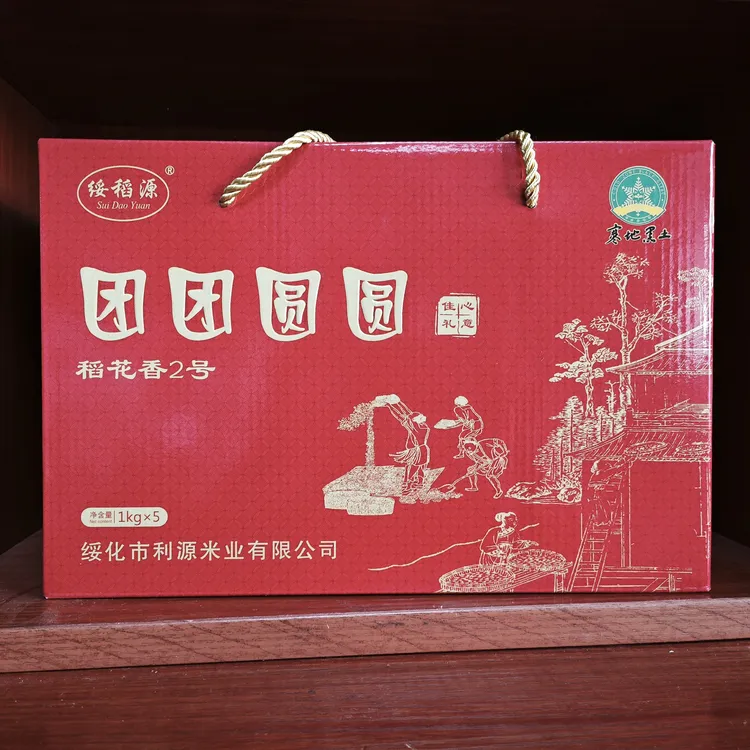 绥稻源®
Sui Dao Yuan
寒地黑土
团团圆圆
佳心
礼意
稻花香2号
净含量
Net content
1kg×5
绥化市利源米业有限公司